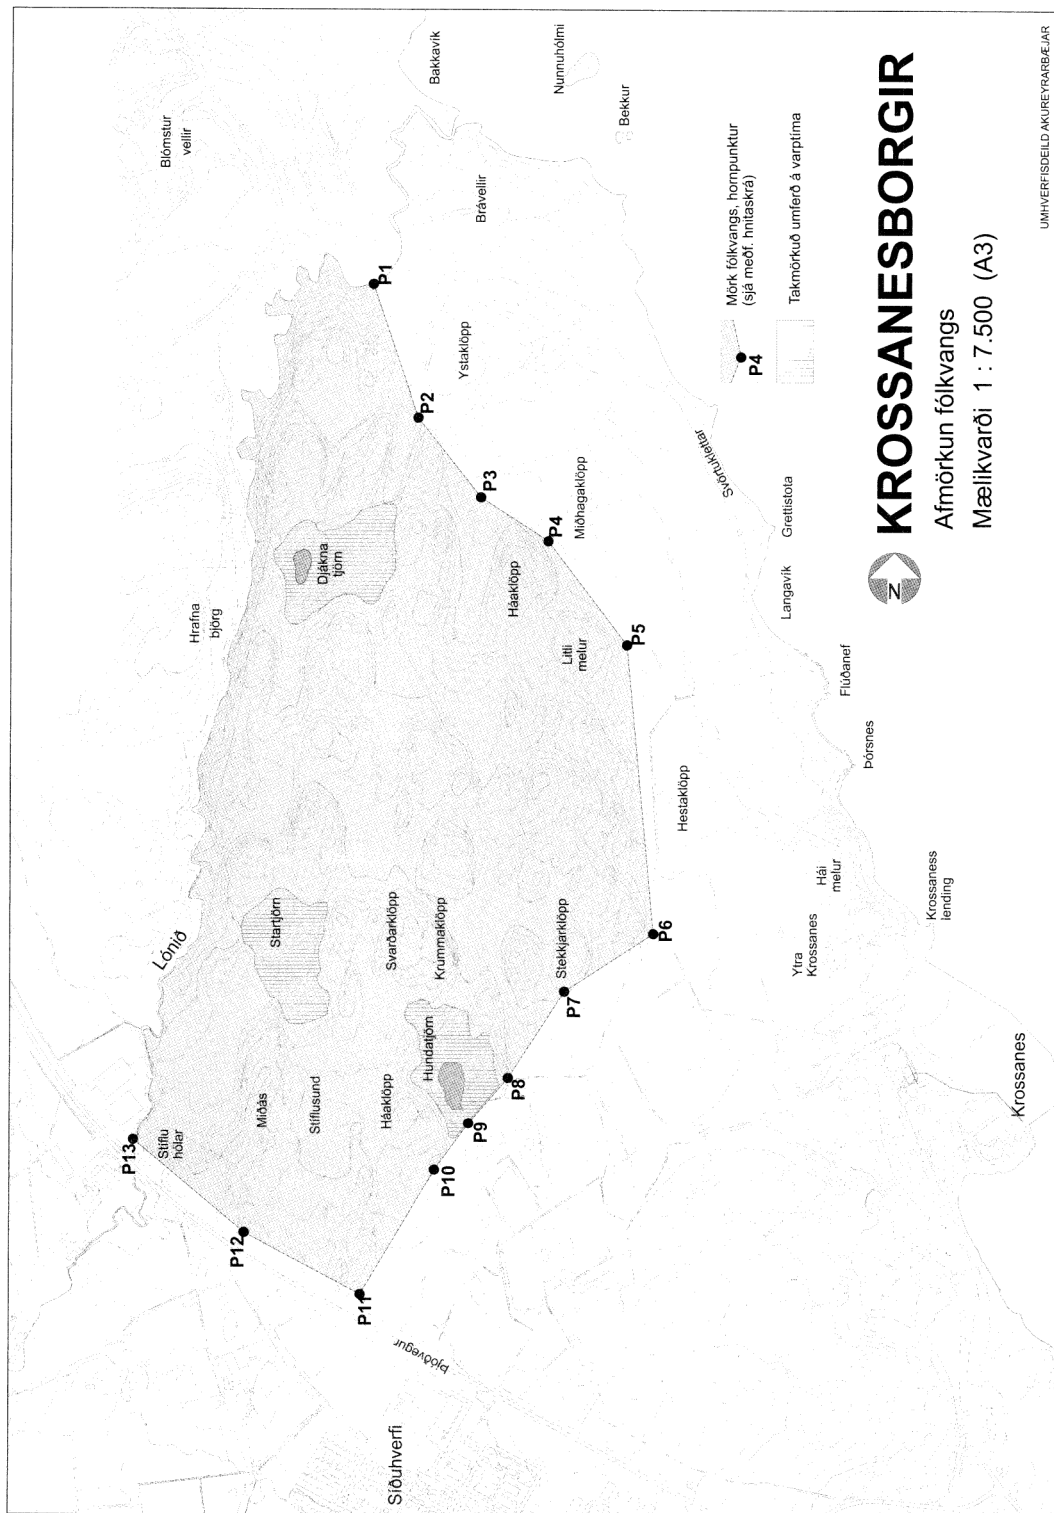 Blómstur
vellir
Bakkavík
Nunnuhólmi
Bekkur
Brávellir
P1
Ystaklöpp
P2
P3
P4
Miðhagaklöpp
Háaklöpp
Djákna
tjörn
Hrafna
björg
Litli
melur
P5
Svörtuklettar
Grettistota
Langavík
Flúðanef
Þórsnes
Hestaklöpp
Hái
melur
Krossaness
lending
Ytra
Krossanes
P6
Stekkjarklöpp
P7
Startjörn
Svarðarklöpp
Krummaklöpp
Lónið
Hundatjörn
P8
P9
P10
Miðás
Stíflusund
Háaklöpp
Stíflu
hólar
P13
P12
P11
Þjóðvegur
Síðuhverfi
Krossanes
P4
Mörk fólkvangs, hornpunktur
(sjá meðf. hnitaskrá)
Takmörkuð umferð á varptíma
N
KROSSANESBORGIR
Afmörkun fólkvangs
Mælikvarði 1 : 7.500 (A3)
UMHVERFISDEILD AKUREYRARBÆJAR